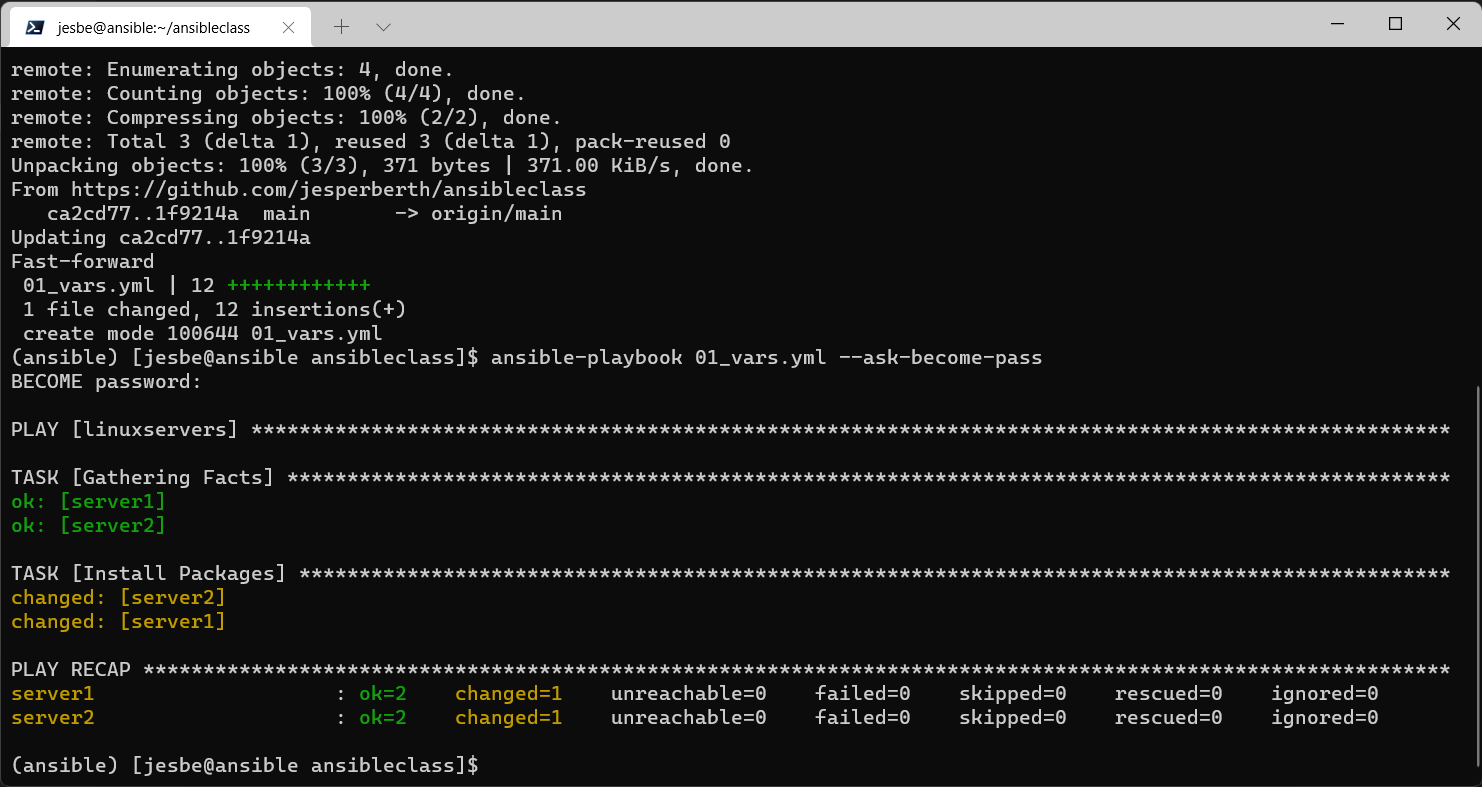 jesbe@ansible:~/ansibleclass
remote: Enumerating objects: 4, done.
remote: Counting objects: 100% (4/4), done.
remote: Compressing objects: 100% (2/2), done.
remote: Total 3 (delta 1), reused 3 (delta 1), pack-reused 0
Unpacking objects: 100% (3/3), 371 bytes | 371.00 KiB/s, done.
From https://github.com/jesperberth/ansibleclass
   ca2cd77..1f9214a  main       -> origin/main
Updating ca2cd77..1f9214a
Fast-forward
 01_vars.yml | 12 ++++++++++++
 1 file changed, 12 insertions(+)
 create mode 100644 01_vars.yml
(ansible) [jesbe@ansible ansibleclass]$ ansible-playbook 01_vars.yml --ask-become-pass
BECOME password:
PLAY [linuxservers] ****************************************************************************************************
TASK [Gathering Facts] *************************************************************************************************
ok: [server1]
ok: [server2]
TASK [Install Packages] ************************************************************************************************
changed: [server2]
changed: [server1]
PLAY RECAP *************************************************************************************************************
server1                    : ok=2    changed=1    unreachable=0    failed=0    skipped=0    rescued=0    ignored=0
server2                    : ok=2    changed=1    unreachable=0    failed=0    skipped=0    rescued=0    ignored=0
(ansible) [jesbe@ansible ansibleclass]$